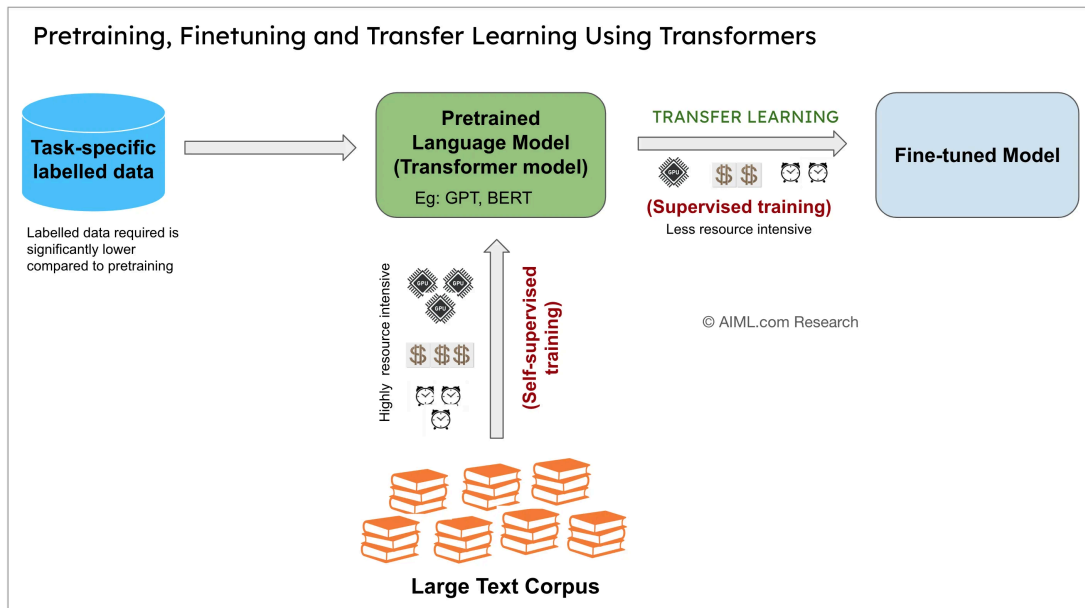 Pretraining, Finetuning and Transfer Learning Using Transformers
Task-specific
labelled data
Labelled data required is
significantly lower
compared to pretraining
Pretrained
Language Model
(Transformer model)
Eg: GPT, BERT
TRANSFER LEARNING
GPU
$ $
(Supervised training)
Less resource intensive
Fine-tuned Model
Highly resource intensive
GPU GPU
GPU
$ $ $
(Self-supervised
training)
© AIML.com Research
Large Text Corpus